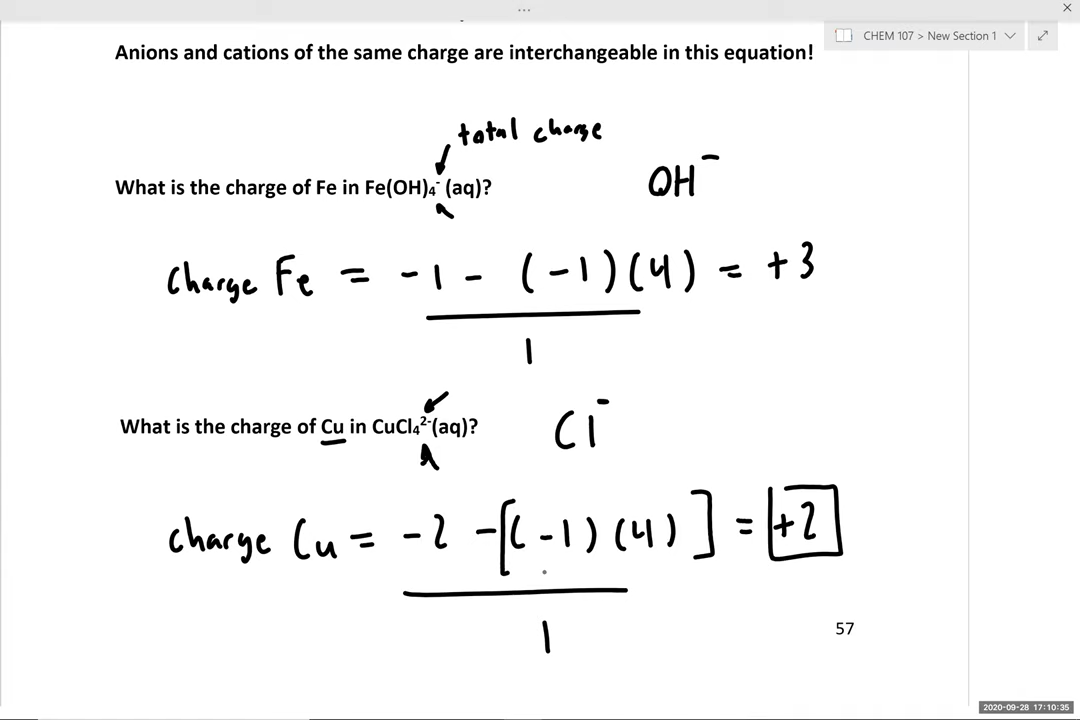 CHEM 107 > New Section 1
Anions and cations of the same charge are interchangeable in this equation!
total charge
What is the charge of Fe in Fe(OH)₄⁻ (aq)?
OH⁻
charge Fe = -1 - (-1)(4) = +3
1
What is the charge of Cu in CuCl₄²⁻(aq)?
Cl⁻
charge Cu = -2 -[(-1)(4)] = +2
1
57
2020-09-28 17:10:35